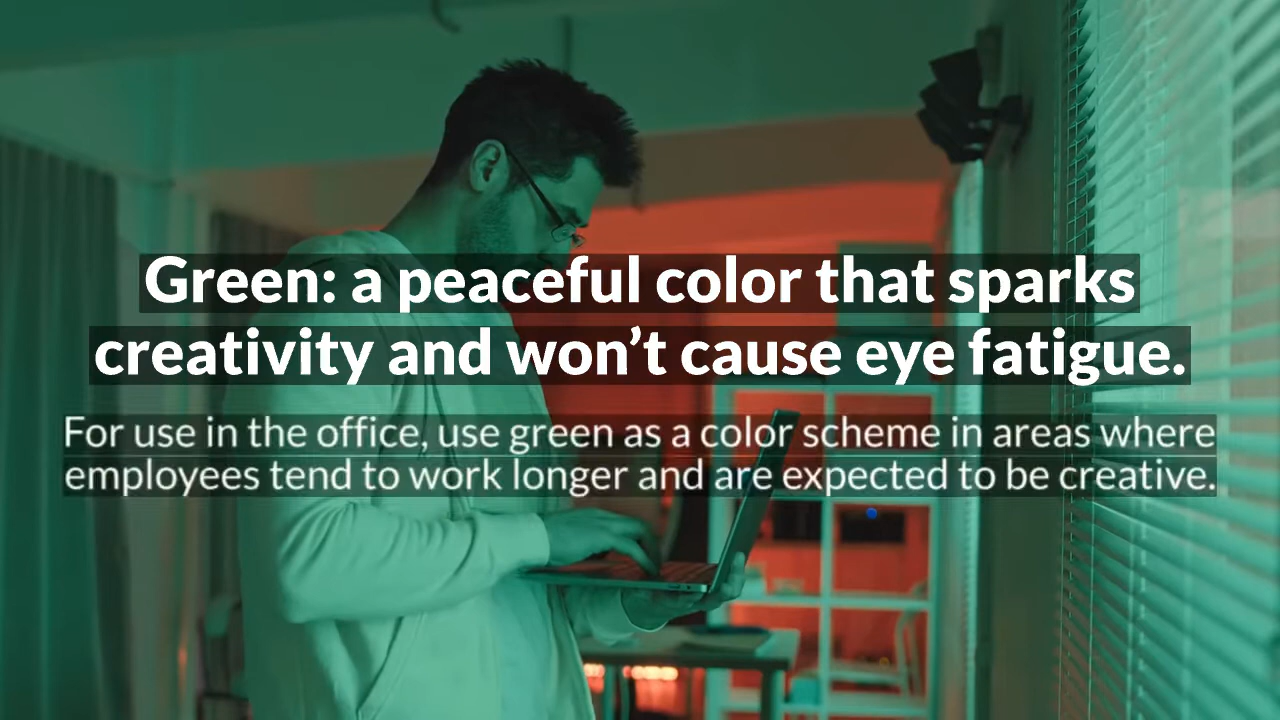 Green: a peaceful color that sparks
creativity and won’t cause eye fatigue.
For use in the office, use green as a color scheme in areas where
employees tend to work longer and are expected to be creative.